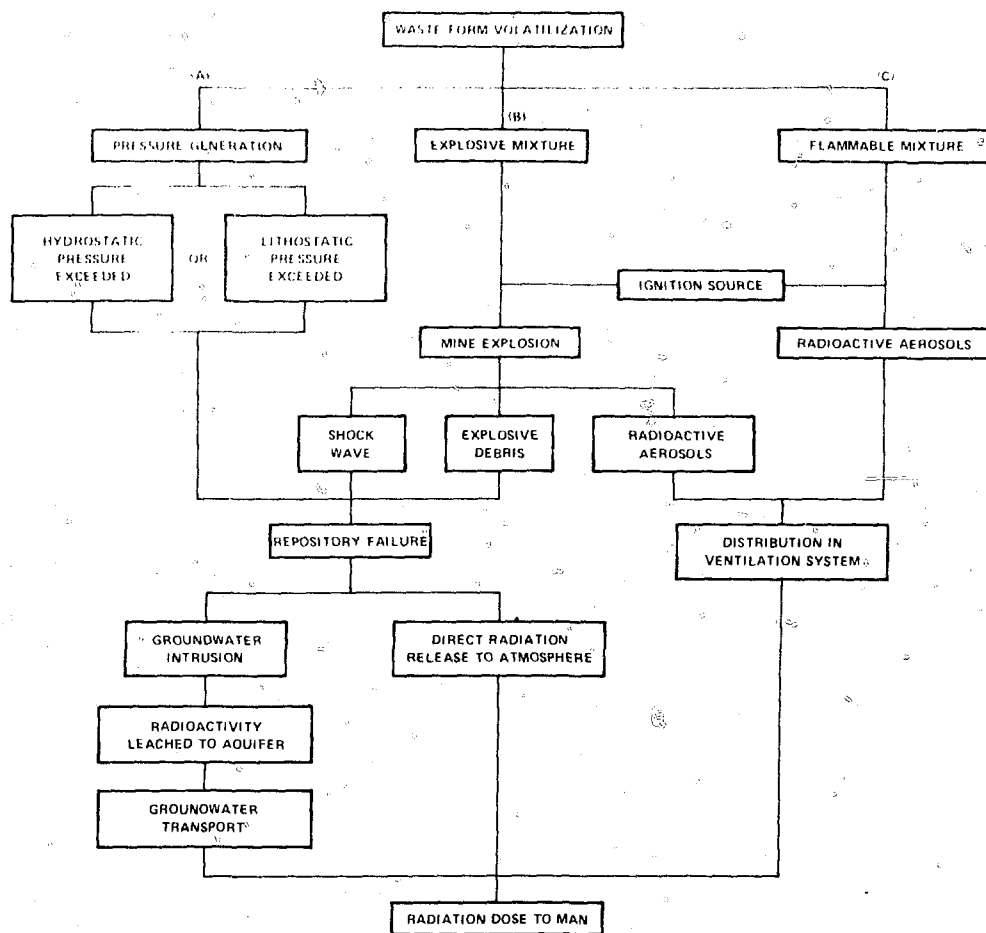 WASTE FORM VOLATILIZATION
(A)
(C)
(B)
PRESSURE GENERATION
EXPLOSIVE MIXTURE
FLAMMABLE MIXTURE
HYDROSTATIC
PRESSURE
EXCEEDED
OR
LITHOSTATIC
PRESSURE
EXCEEDED
IGNITION SOURCE
MINE EXPLOSION
RADIOACTIVE AEROSOLS
SHOCK
WAVE
EXPLOSIVE
DEBRIS
RADIOACTIVE
AEROSOLS
REPOSITORY FAILURE
DISTRIBUTION IN
VENTILATION SYSTEM
GROUNDWATER
INTRUSION
DIRECT RADIATION
RELEASE TO ATMOSPHERE
RADIOACTIVITY
LEACHED TO AQUIFER
GROUNDWATER
TRANSPORT
RADIATION DOSE TO MAN